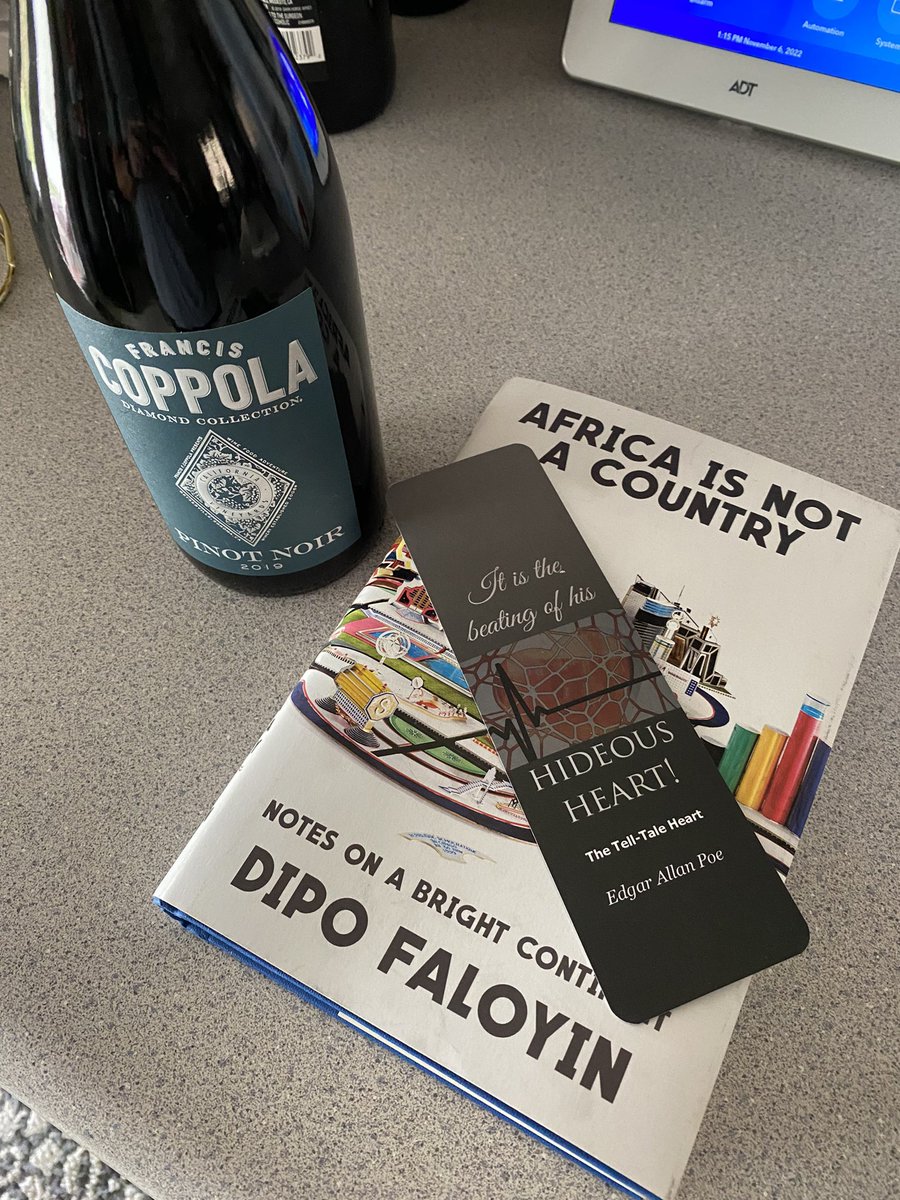 Automation
1:15 PM November 6, 2022
ADT
FRANCIS
COPPOLA
DIAMOND COLLECTION
CALIFORNIA
PINOT NOIR
2019
AFRICA IS NOT
A COUNTRY
It is the
beating of his
HIDEOUS
HEART!
The Tell-Tale Heart
Edgar Allan Poe
NOTES ON A BRIGHT
DIPO FALOYIN